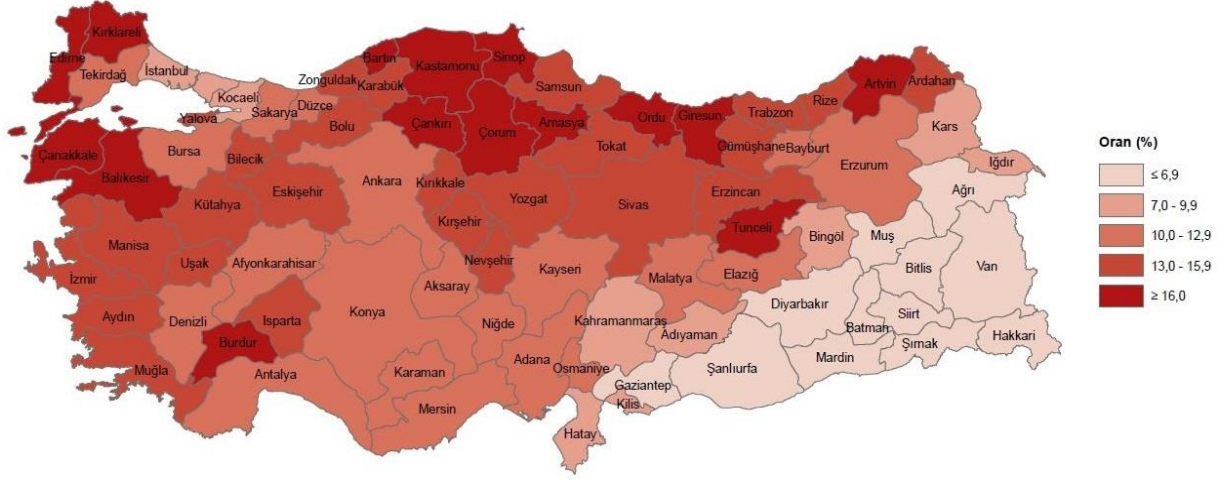 Kırklareli
Edirne
Tekirdağ
İstanbul
Kocaeli
Yalova
Sakarya
Düzce
Zonguldak
Bartın
Karabük
Kastamonu
Sinop
Samsun
Bolu
Çankırı
Çorum
Amasya
Ordu
Giresun
Trabzon
Rize
Artvin
Ardahan
Kars
Iğdır
Çanakkale
Balıkesir
Bursa
Bilecik
Eskişehir
Ankara
Kırıkkale
Yozgat
Tokat
Sivas
Gümüşhane
Bayburt
Erzurum
Erzincan
Ağrı
Kütahya
Kırşehir
Tunceli
Bingöl
Muş
Manisa
Uşak
Afyonkarahisar
Nevşehir
Kayseri
Malatya
Elazığ
Bitlis
Van
İzmir
Aksaray
Diyarbakır
Aydın
Denizli
Isparta
Konya
Niğde
Kahramanmaraş
Adıyaman
Batman
Siirt
Burdur
Hakkari
Şırnak
Muğla
Antalya
Karaman
Adana
Osmaniye
Gaziantep
Şanlıurfa
Mardin
Mersin
Kilis
Hatay
Oran (%)
≤ 6,9
7,0 - 9,9
10,0 - 12,9
13,0 - 15,9
≥ 16,0